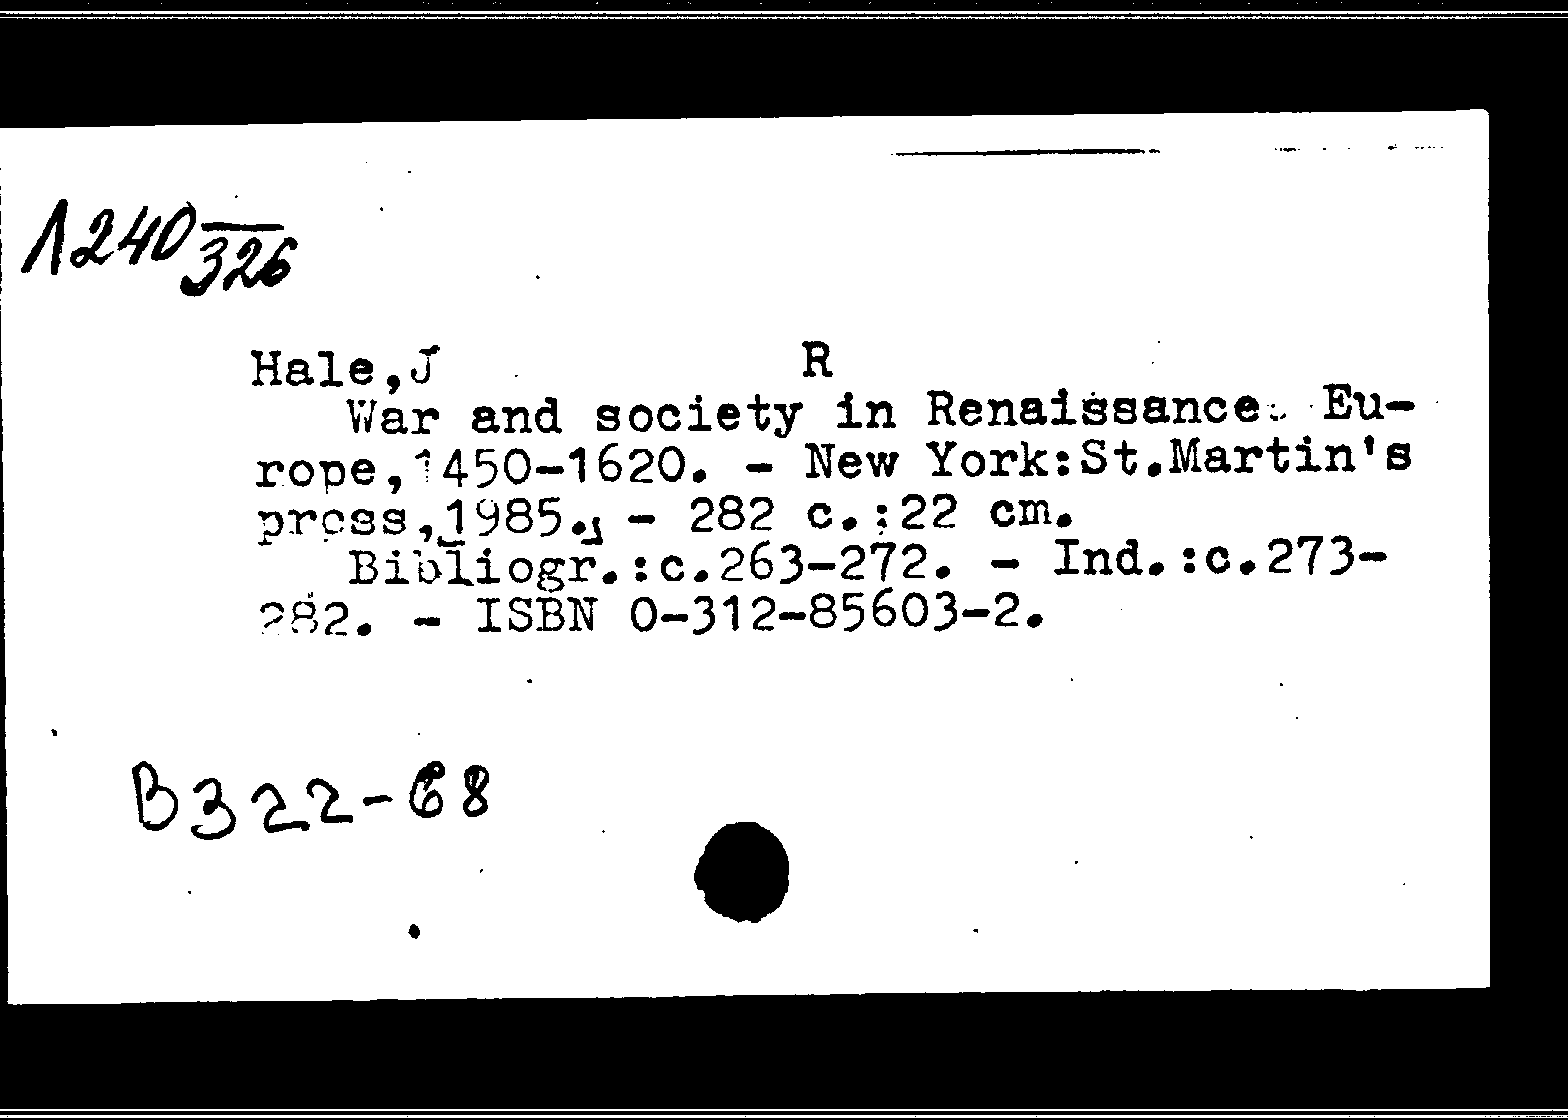 Λ240 326
Hale,J R
War and society in Renaissance Eu-
rope,1450-1620. - New York:St.Martin's
press,1985. - 282 c.:22 cm.
Bibliogr.:c.263-272. - Ind.:c.273-
282. - ISBN 0-312-85603-2.
B322-68